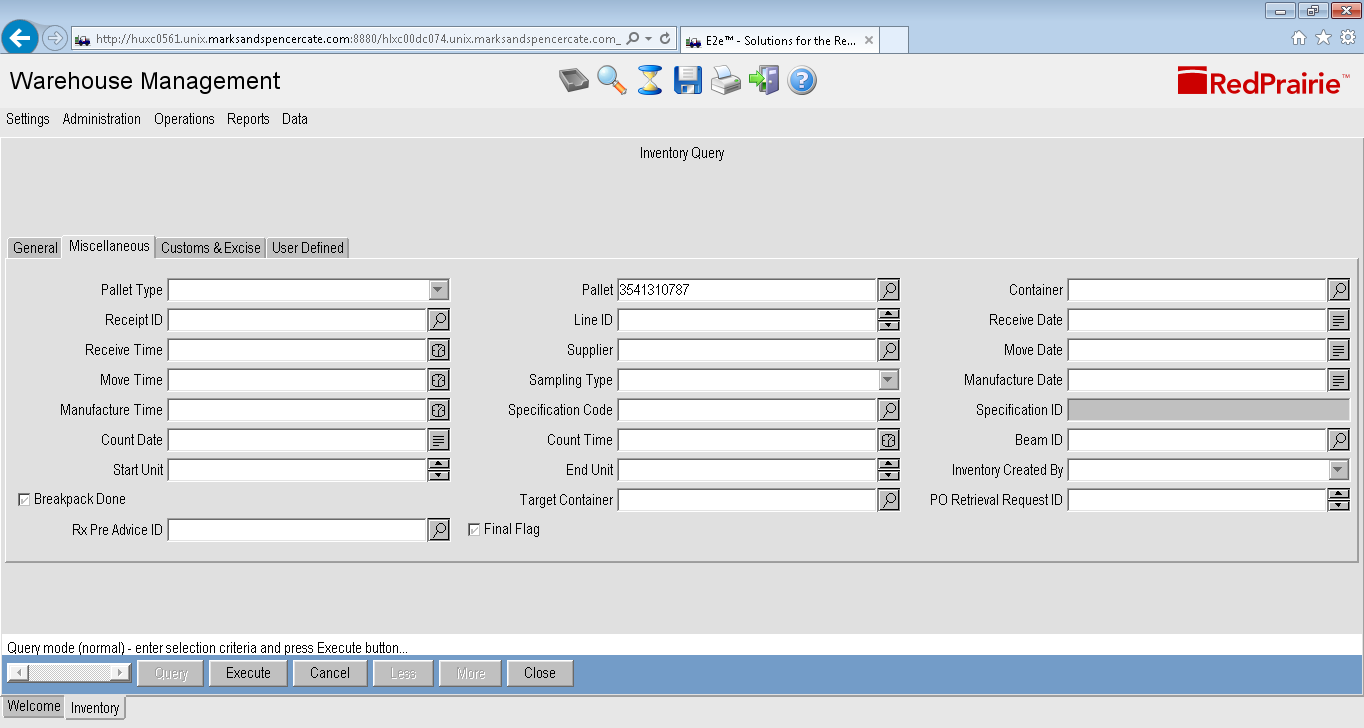 http://huxc0561.unix.marksandspencercate.com:8880/hlxc00dc074.unix.marksandspencercate.com_
E2e™ - Solutions for the Re...
Warehouse Management
RedPrairie™
Settings Administration Operations Reports Data
Inventory Query
General Miscellaneous Customs & Excise User Defined
Pallet Type Pallet 3541310787 Container
Receipt ID Line ID Receive Date
Receive Time Supplier Move Date
Move Time Sampling Type Manufacture Date
Manufacture Time Specification Code Specification ID
Count Date Count Time Beam ID
Start Unit End Unit Inventory Created By
Breakpack Done Target Container PO Retrieval Request ID
Rx Pre Advice ID Final Flag
Query mode (normal) - enter selection criteria and press Execute button...
Query Execute Cancel Less More Close
Welcome Inventory